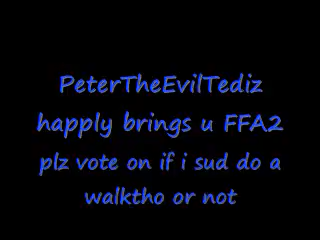 PeterTheEvilTediz
happly brings u FFA2
plz vote on if i sud do a
walktho or not